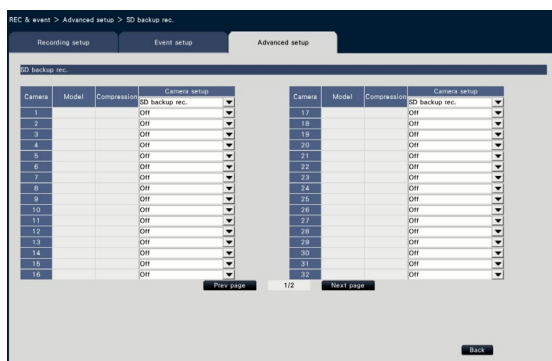 REC & event > Advanced setup > SD backup rec.
Recording setup Event setup Advanced setup
SD backup rec.
Camera Model Compression Camera setup Camera Model Compression Camera setup
SD backup rec. SD backup rec.
1 Off 17 Off
2 Off 18 Off
3 Off 19 Off
4 Off 20 Off
5 Off 21 Off
6 Off 22 Off
7 Off 23 Off
8 Off 24 Off
9 Off 25 Off
10 Off 26 Off
11 Off 27 Off
12 Off 28 Off
13 Off 29 Off
14 Off 30 Off
15 Off 31 Off
16 Off 32 Off
Prev page 1/2 Next page
Back